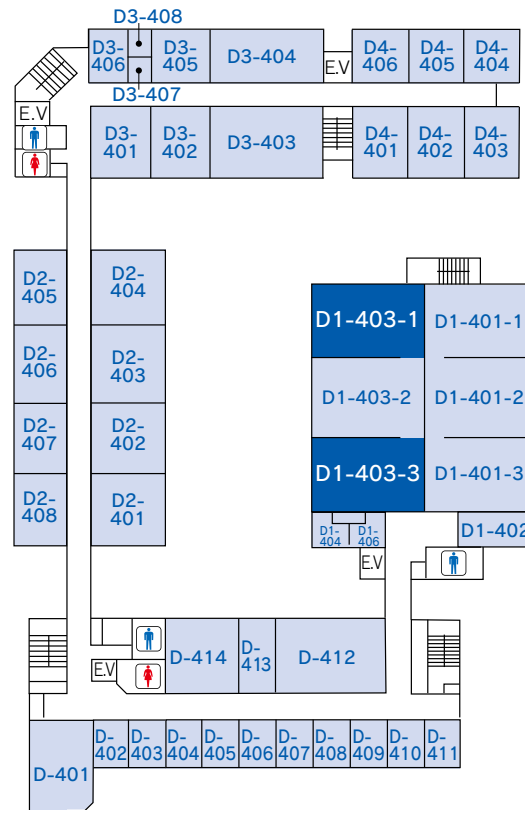 D3-408
D3-
406
D3-
405
D3-404
E.V
D4-
406
D4-
405
D4-
404
D3-407
E.V
D3-
401
D3-
402
D3-403
D4-
401
D4-
402
D4-
403
D2-
405
D2-
404
D2-
406
D2-
403
D2-
407
D2-
402
D2-
408
D2-
401
D1-403-1
D1-401-1
D1-403-2
D1-401-2
D1-403-3
D1-401-3
D1-
404
D1-
406
D1-402
E.V
E.V
D-414
D-
413
D-412
D-401
D-
402
D-
403
D-
404
D-
405
D-
406
D-
407
D-
408
D-
409
D-
410
D-
411